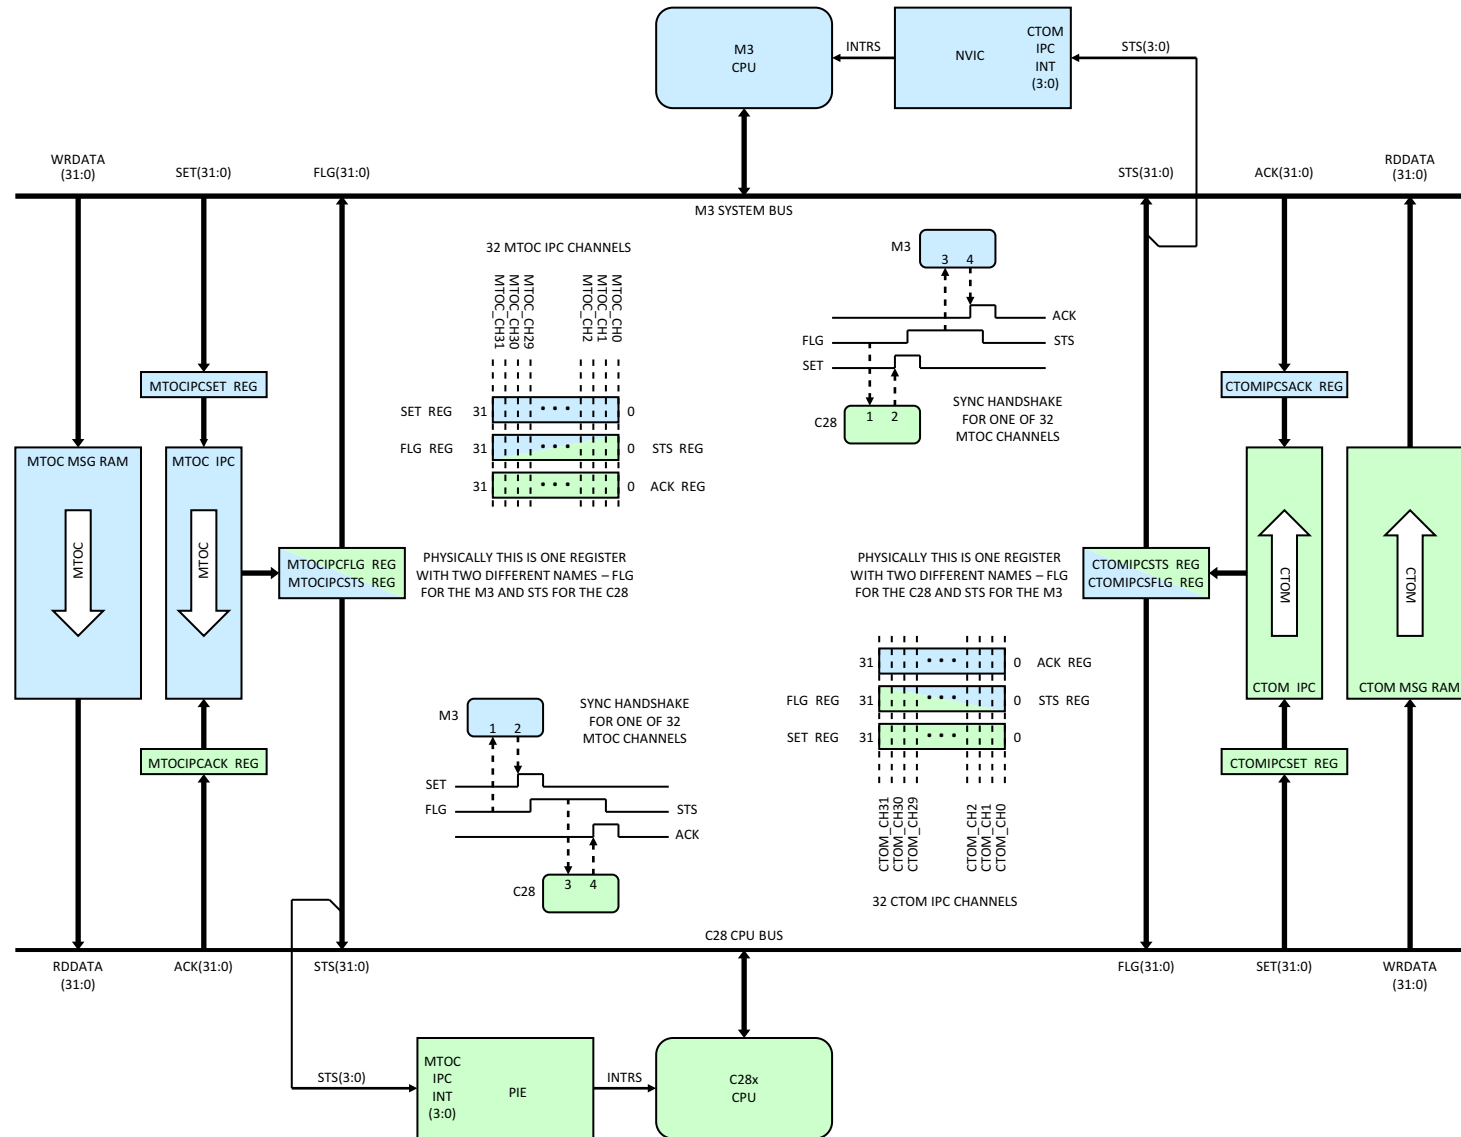 M3
CPU
INTRS
NVIC
CTOM
IPC
INT
(3:0)
STS(3:0)
WRDATA
(31:0)
SET(31:0)
FLG(31:0)
STS(31:0)
ACK(31:0)
RDDATA
(31:0)
M3 SYSTEM BUS
32 MTOC IPC CHANNELS
MTOC_CH31
MTOC_CH30
MTOC_CH29
MTOC_CH2
MTOC_CH1
MTOC_CH0
SET REG 31 • • • 0
FLG REG 31 • • • 0 STS REG
31 • • • 0 ACK REG
M3
3 4
ACK
FLG STS
SET
C28
1 2
SYNC HANDSHAKE
FOR ONE OF 32
MTOC CHANNELS
MTOCIPCSET REG
CTOMIPCSACK REG
MTOC MSG RAM
MTOC
MTOC IPC
MTOC
MTOCIPCFLG REG
MTOCIPCSTS REG
PHYSICALLY THIS IS ONE REGISTER
WITH TWO DIFFERENT NAMES – FLG
FOR THE M3 AND STS FOR THE C28
PHYSICALLY THIS IS ONE REGISTER
WITH TWO DIFFERENT NAMES – FLG
FOR THE C28 AND STS FOR THE M3
CTOMIPCSTS REG
CTOMIPCSFLG REG
CTOM
CTOM IPC
CTOM
CTOM MSG RAM
31 • • • 0 ACK REG
FLG REG 31 • • • 0 STS REG
SET REG 31 • • • 0
CTOM_CH31
CTOM_CH30
CTOM_CH29
CTOM_CH2
CTOM_CH1
CTOM_CH0
32 CTOM IPC CHANNELS
M3
1 2
SYNC HANDSHAKE
FOR ONE OF 32
MTOC CHANNELS
SET
FLG STS
ACK
C28
3 4
MTOCIPCACK REG
CTOMIPCSET REG
C28 CPU BUS
RDDATA
(31:0)
ACK(31:0)
STS(31:0)
FLG(31:0)
SET(31:0)
WRDATA
(31:0)
STS(3:0)
MTOC
IPC
INT
(3:0)
PIE
INTRS
C28x
CPU